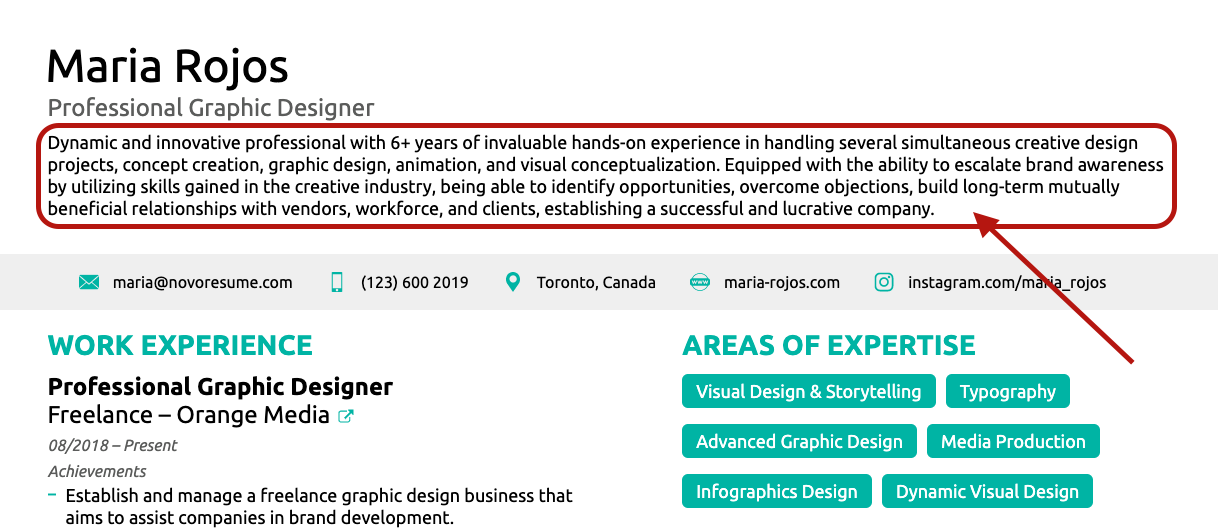 Maria Rojos
Professional Graphic Designer
Dynamic and innovative professional with 6+ years of invaluable hands-on experience in handling several simultaneous creative design
projects, concept creation, graphic design, animation, and visual conceptualization. Equipped with the ability to escalate brand awareness
by utilizing skills gained in the creative industry, being able to identify opportunities, overcome objections, build long-term mutually
beneficial relationships with vendors, workforce, and clients, establishing a successful and lucrative company.
maria@novoresume.com (123) 600 2019 Toronto, Canada www maria-rojos.com instagram.com/maria_rojos
WORK EXPERIENCE
Professional Graphic Designer
Freelance – Orange Media
08/2018 – Present
Achievements
– Establish and manage a freelance graphic design business that
aims to assist companies in brand development.
AREAS OF EXPERTISE
Visual Design & Storytelling Typography
Advanced Graphic Design Media Production
Infographics Design Dynamic Visual Design